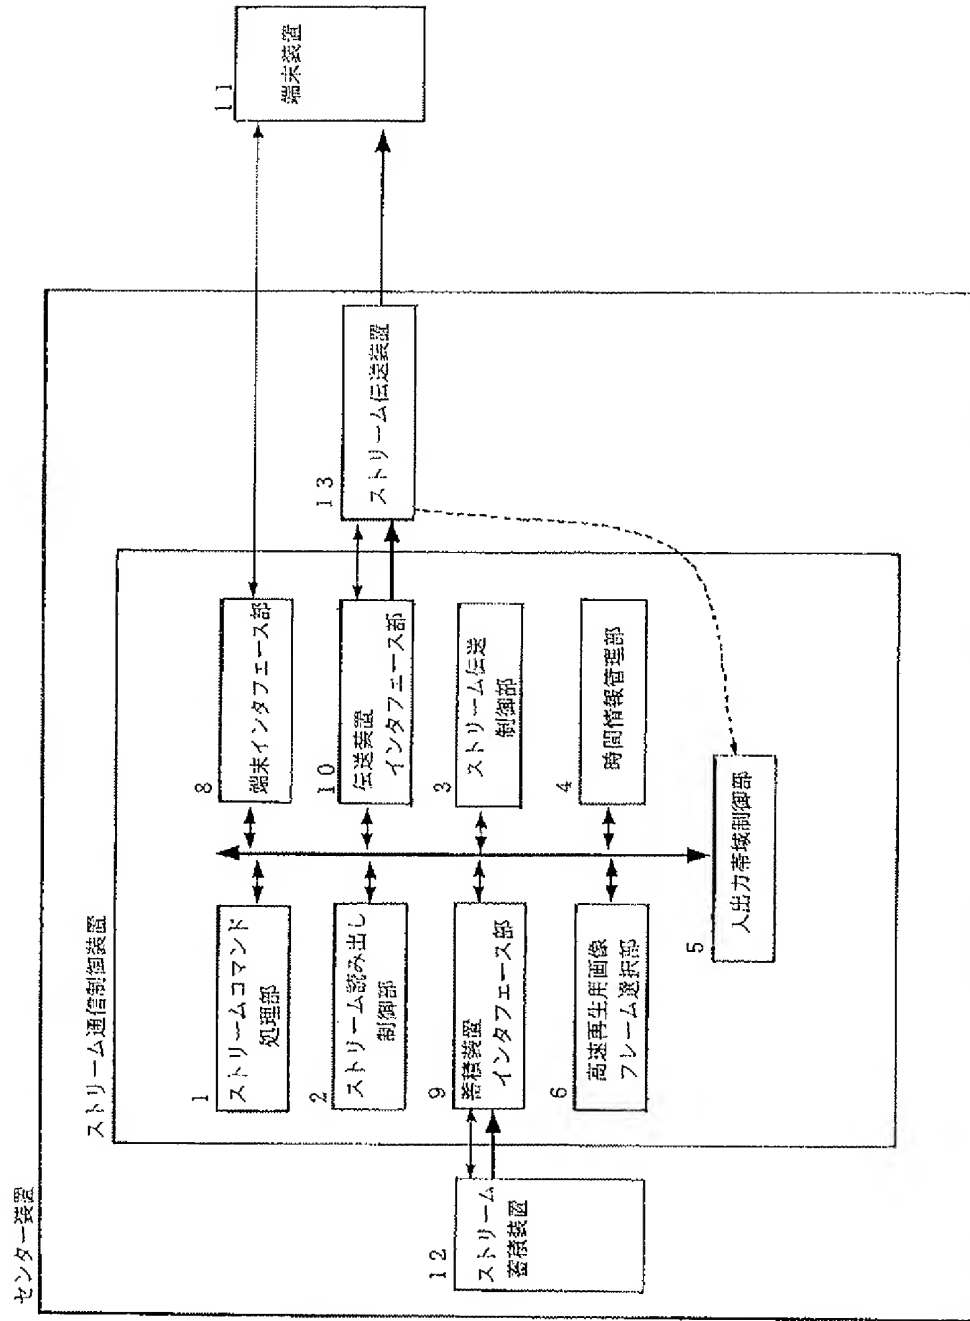 センター装置
ストリーム通信制御装置
1
ストリームコマンド
処理部
2
ストリーム読み出し
制御部
9
蓄積装置
インタフェース部
6
高速再生用画像
フレーム選択部
12
ストリーム
蓄積装置
8
端末インタフェース部
10
伝送装置
インタフェース部
3
ストリーム伝送
制御部
4
時間情報管理部
5
入出力帯域制御部
13
ストリーム伝送装置
11
端末装置